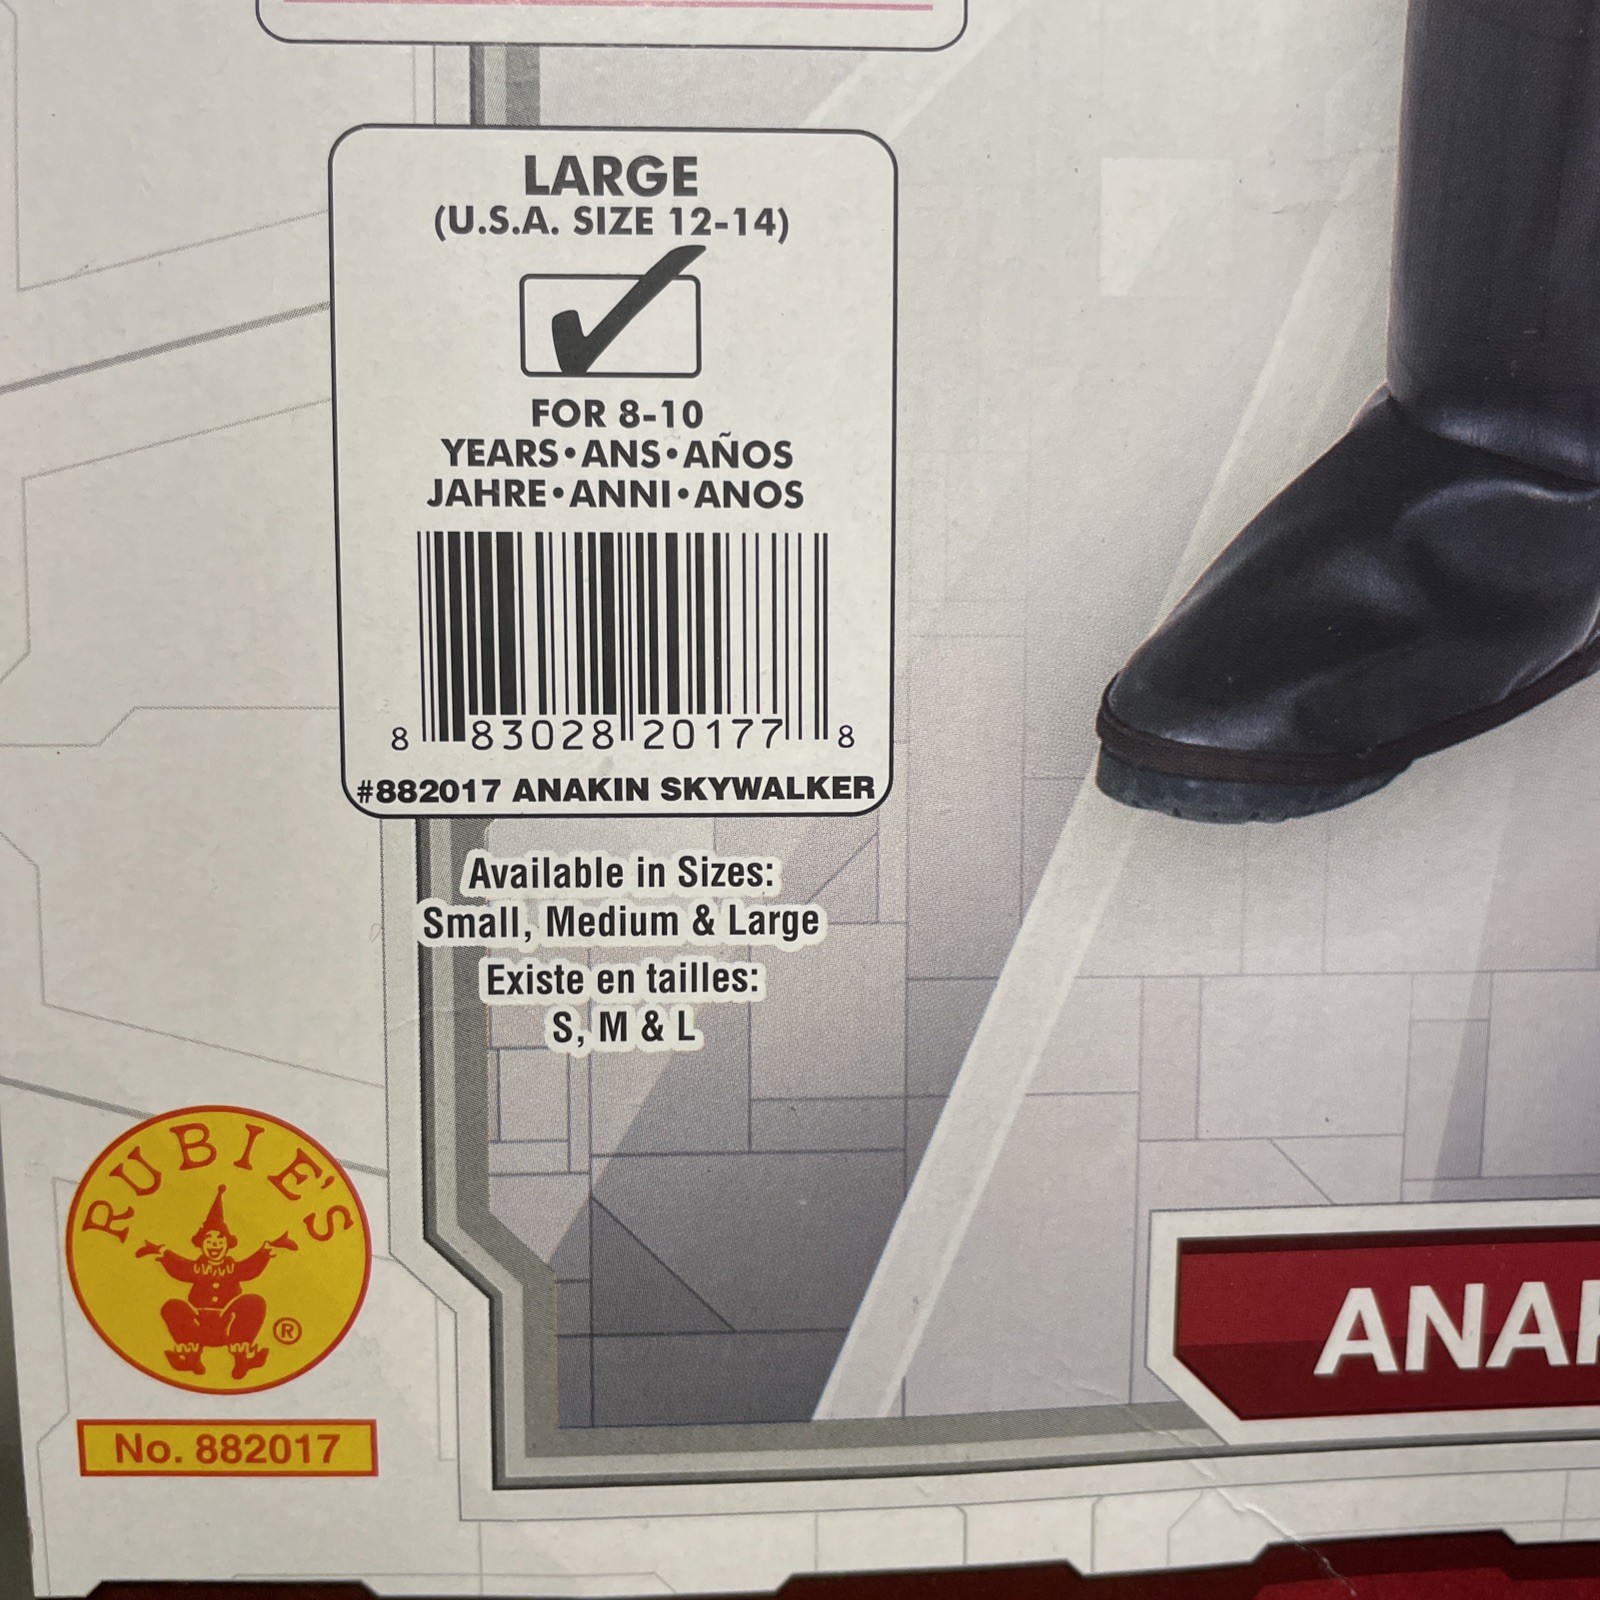 LARGE
(U.S.A. SIZE 12-14)
FOR 8-10
YEARS•ANS•AÑOS
JAHRE•ANNI•ANOS
8 83028 20177 8
#882017 ANAKIN SKYWALKER
Available in Sizes:
Small, Medium & Large
Existe en tailles:
S, M & L
RUBIE'S
®
No. 882017
ANAK